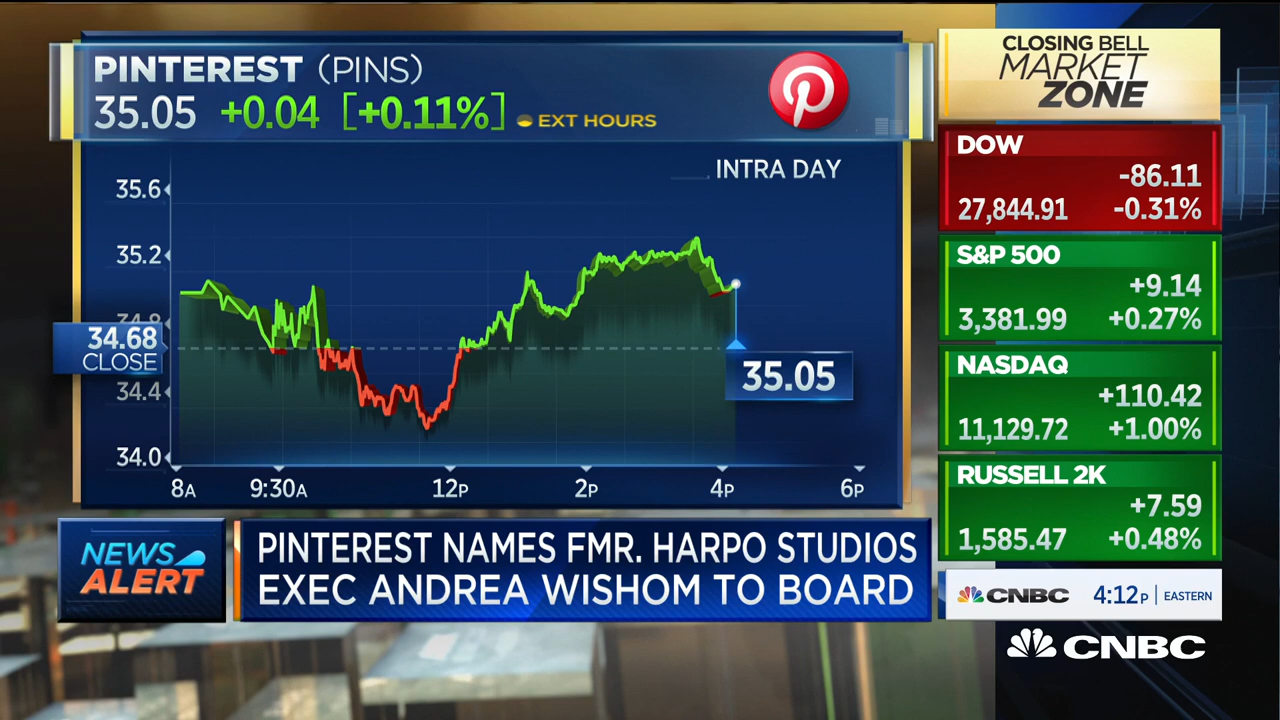 PINTEREST (PINS)
35.05 +0.04 [+0.11%] EXT HOURS
INTRA DAY
35.6
35.2
34.8
34.68
CLOSE
34.4
34.0
35.05
8A 9:30A 12P 2P 4P 6P
NEWS
ALERT
PINTEREST NAMES FMR. HARPO STUDIOS
EXEC ANDREA WISHOM TO BOARD
CLOSING BELL
MARKET
ZONE
DOW
-86.11
27,844.91 -0.31%
S&P 500
+9.14
3,381.99 +0.27%
NASDAQ
+110.42
11,129.72 +1.00%
RUSSELL 2K
+7.59
1,585.47 +0.48%
CNBC 4:12P EASTERN
CNBC